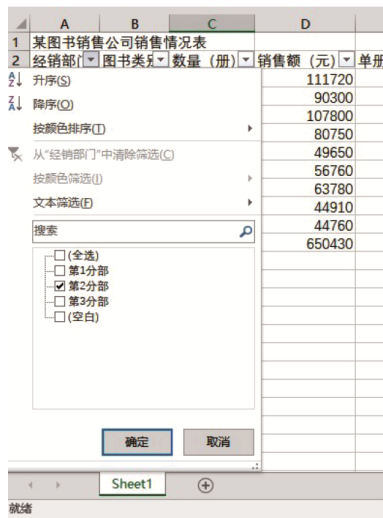 A B C D
1 某图书销售公司销售情况表
2 经销部门 图书类别 数量（册） 销售额（元） 单册
升序(S)
降序(O)
按颜色排序(T)
从"经销部门"中清除筛选(C)
按颜色筛选(I)
文本筛选(F)
搜索
(全选)
第1分部
第2分部
第3分部
(空白)
确定 取消
111720
90300
107800
80750
49650
56760
63780
44910
44760
650430
Sheet1
就绪